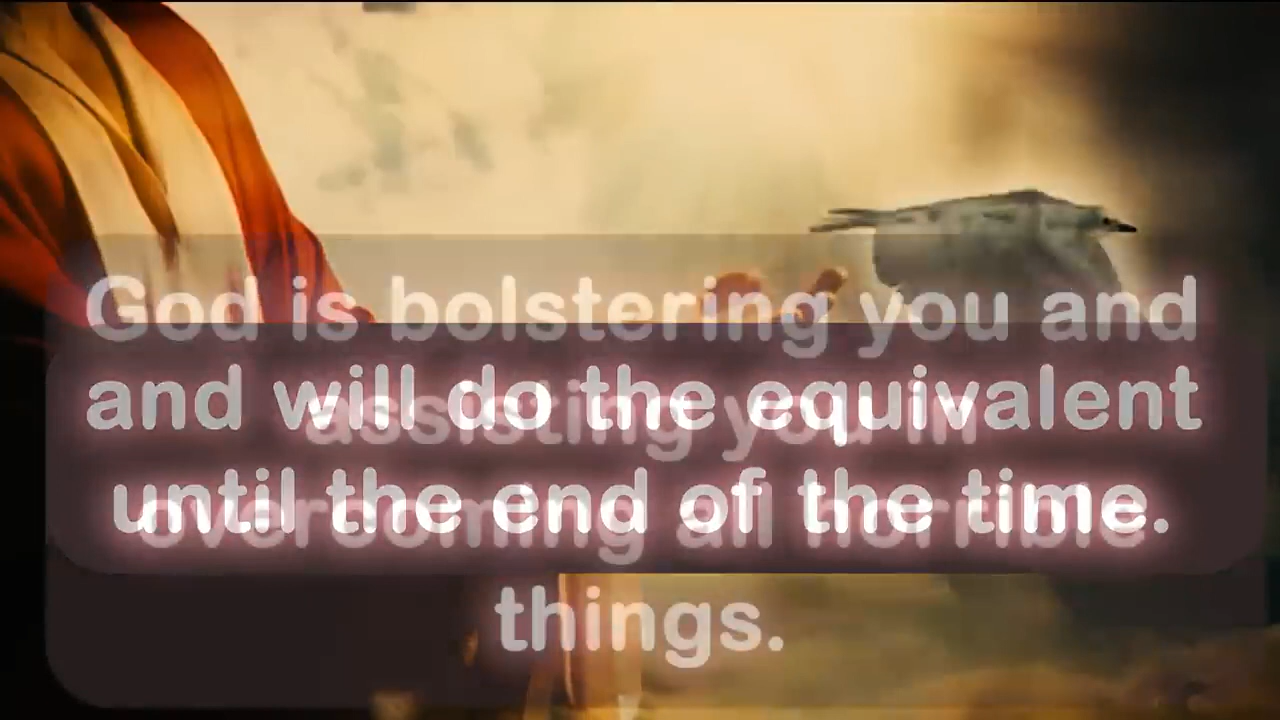 God is bolstering you and
assisting you in
overcoming all horrible
things.
and will do the equivalent
until the end of the time.